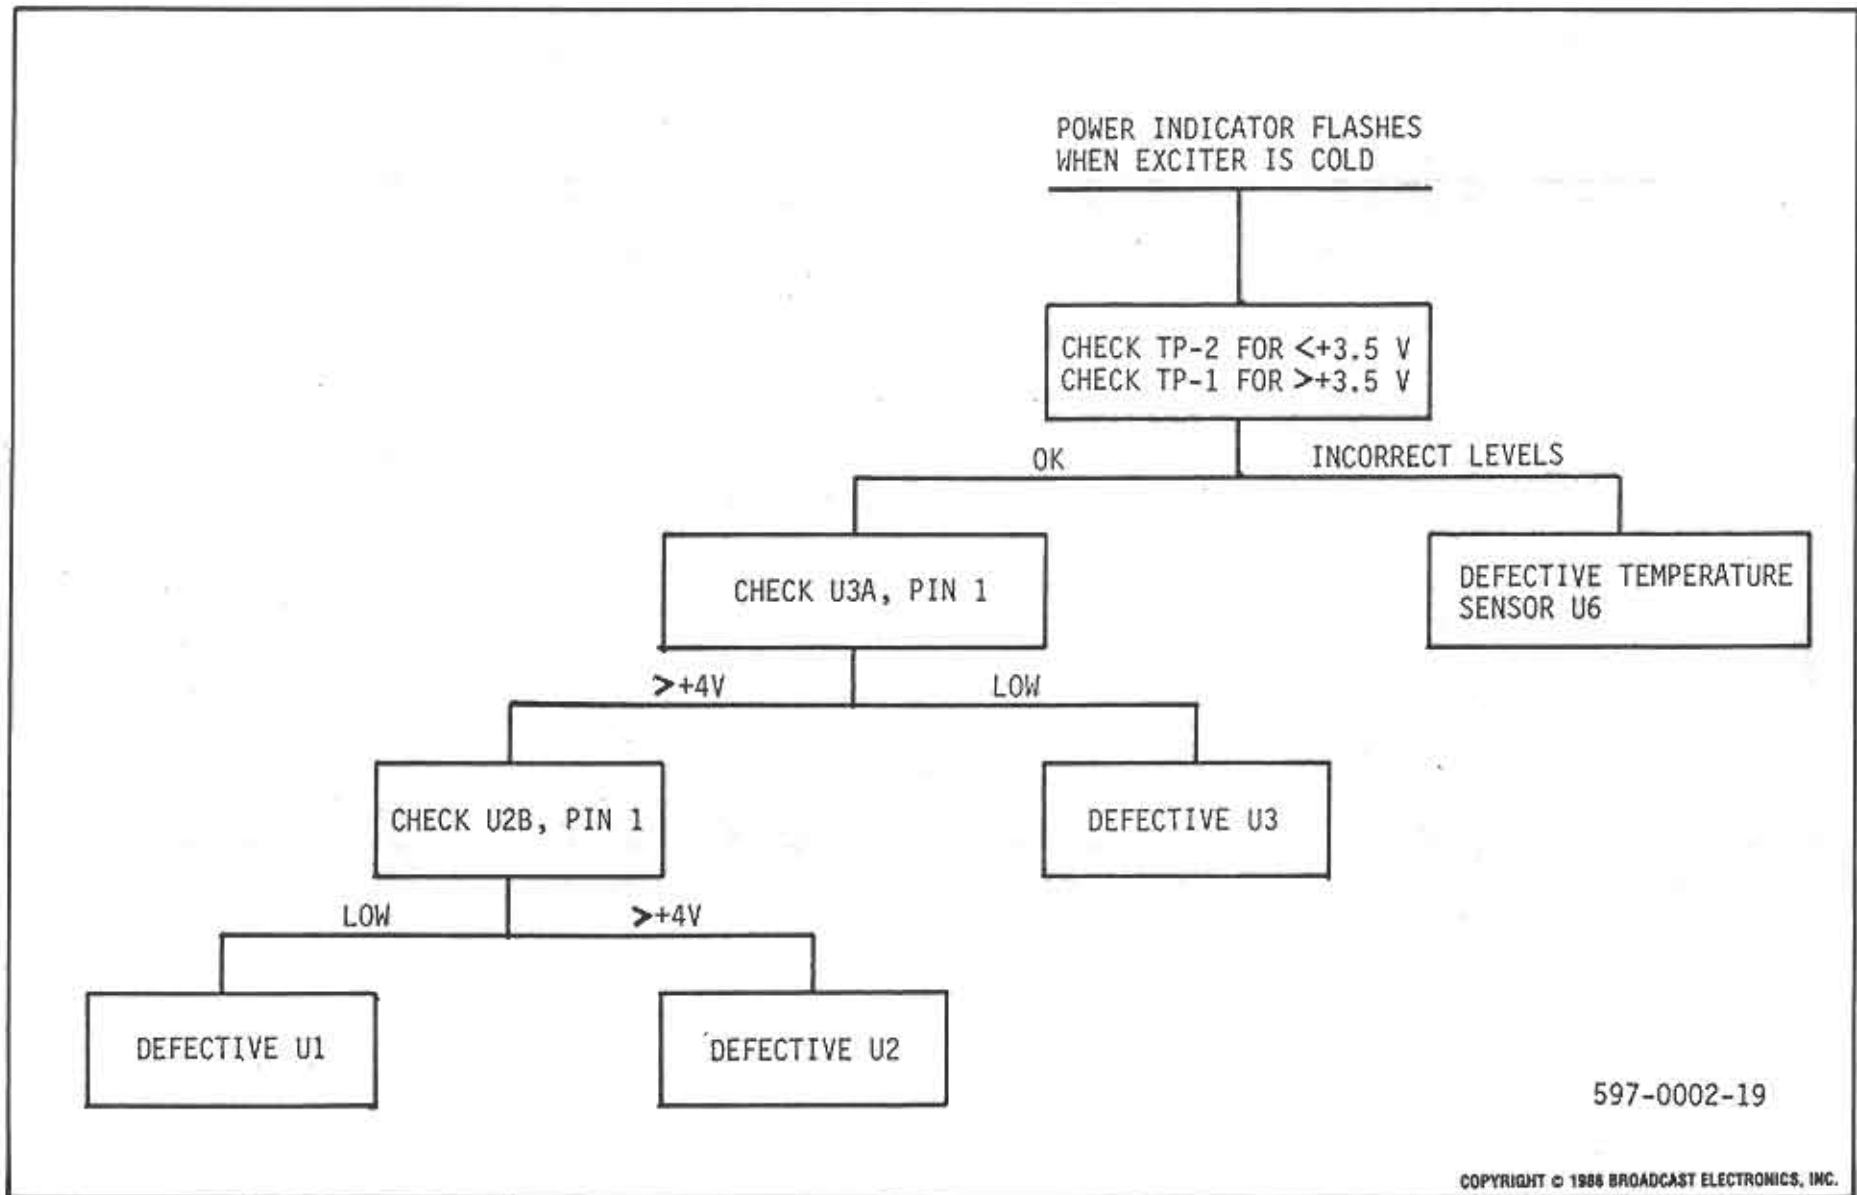 POWER INDICATOR FLASHES
WHEN EXCITER IS COLD
CHECK TP-2 FOR <+3.5 V
CHECK TP-1 FOR >+3.5 V
OK
INCORRECT LEVELS
CHECK U3A, PIN 1
DEFECTIVE TEMPERATURE
SENSOR U6
>+4V
LOW
CHECK U2B, PIN 1
DEFECTIVE U3
LOW
>+4V
DEFECTIVE U1
DEFECTIVE U2
597-0002-19
COPYRIGHT © 1986 BROADCAST ELECTRONICS, INC.